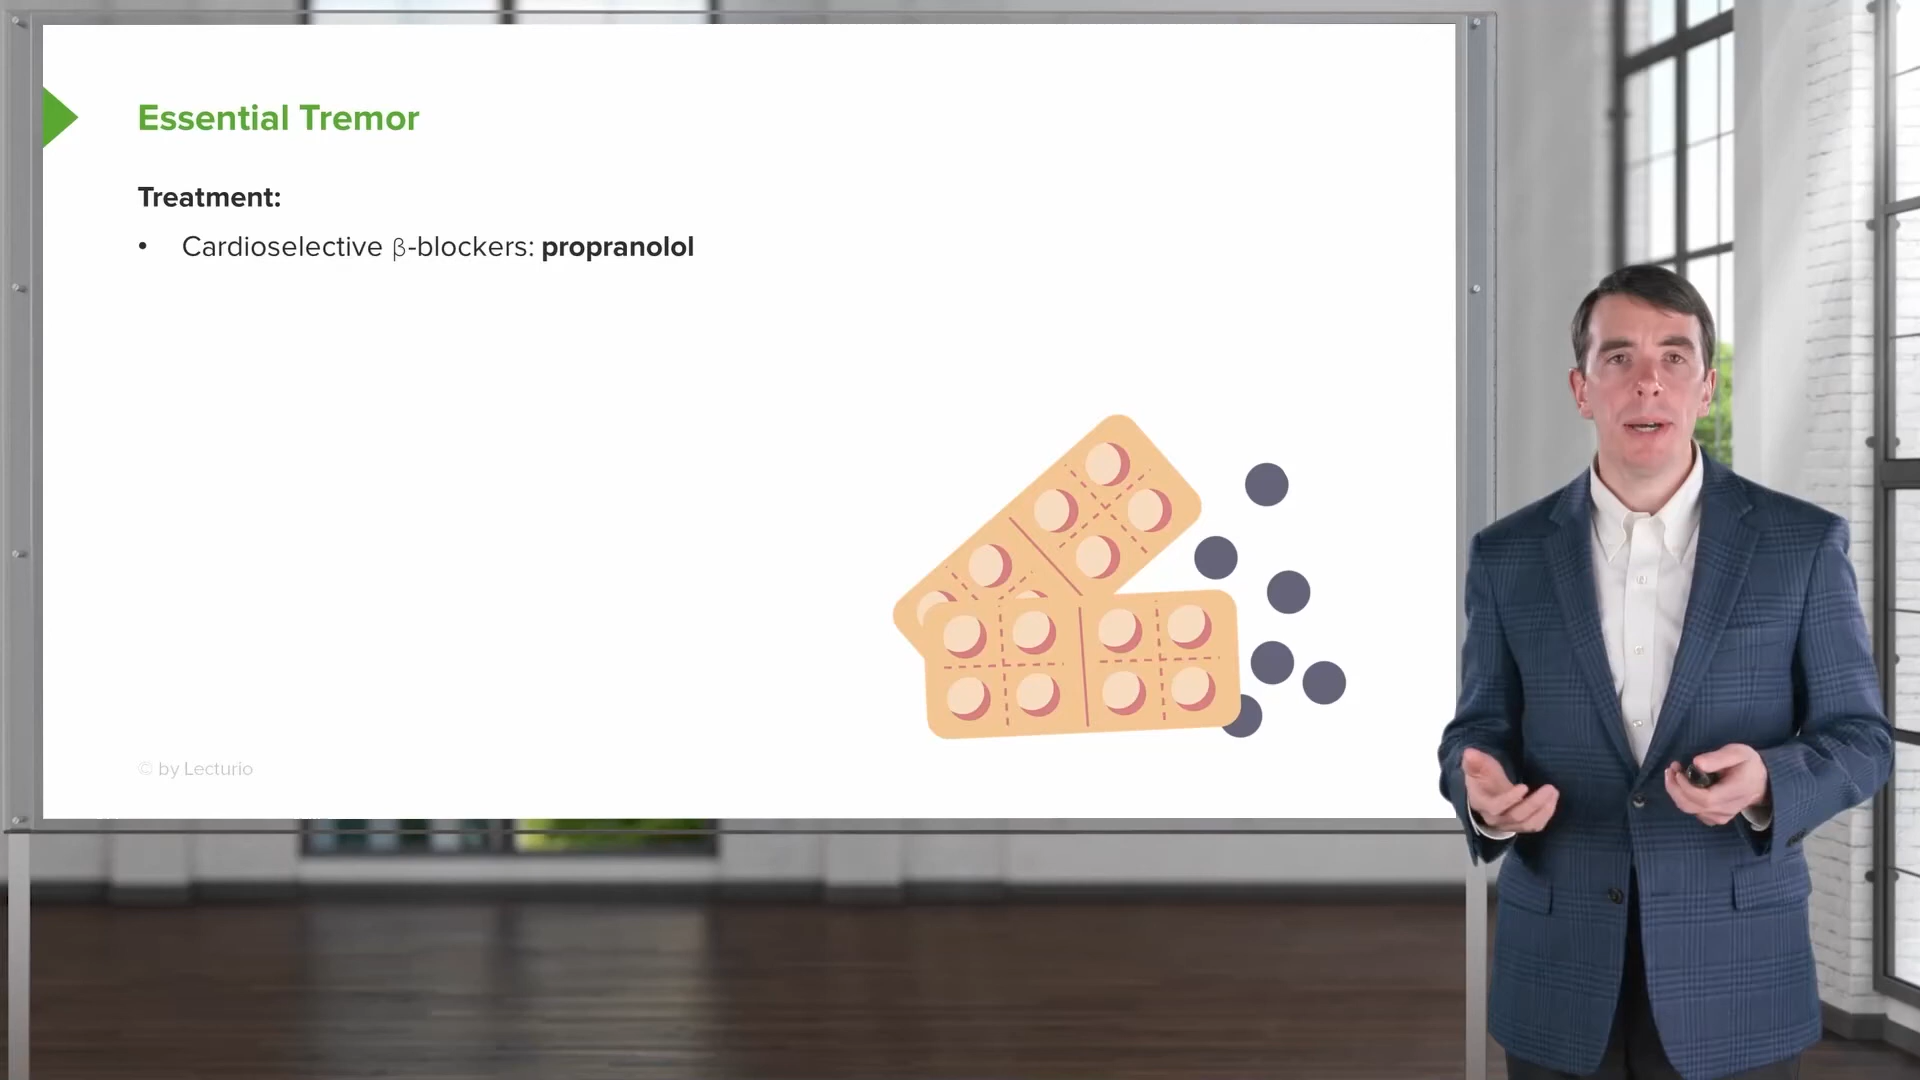 Essential Tremor
Treatment:
• Cardioselective β-blockers: propranolol
© by Lecturio